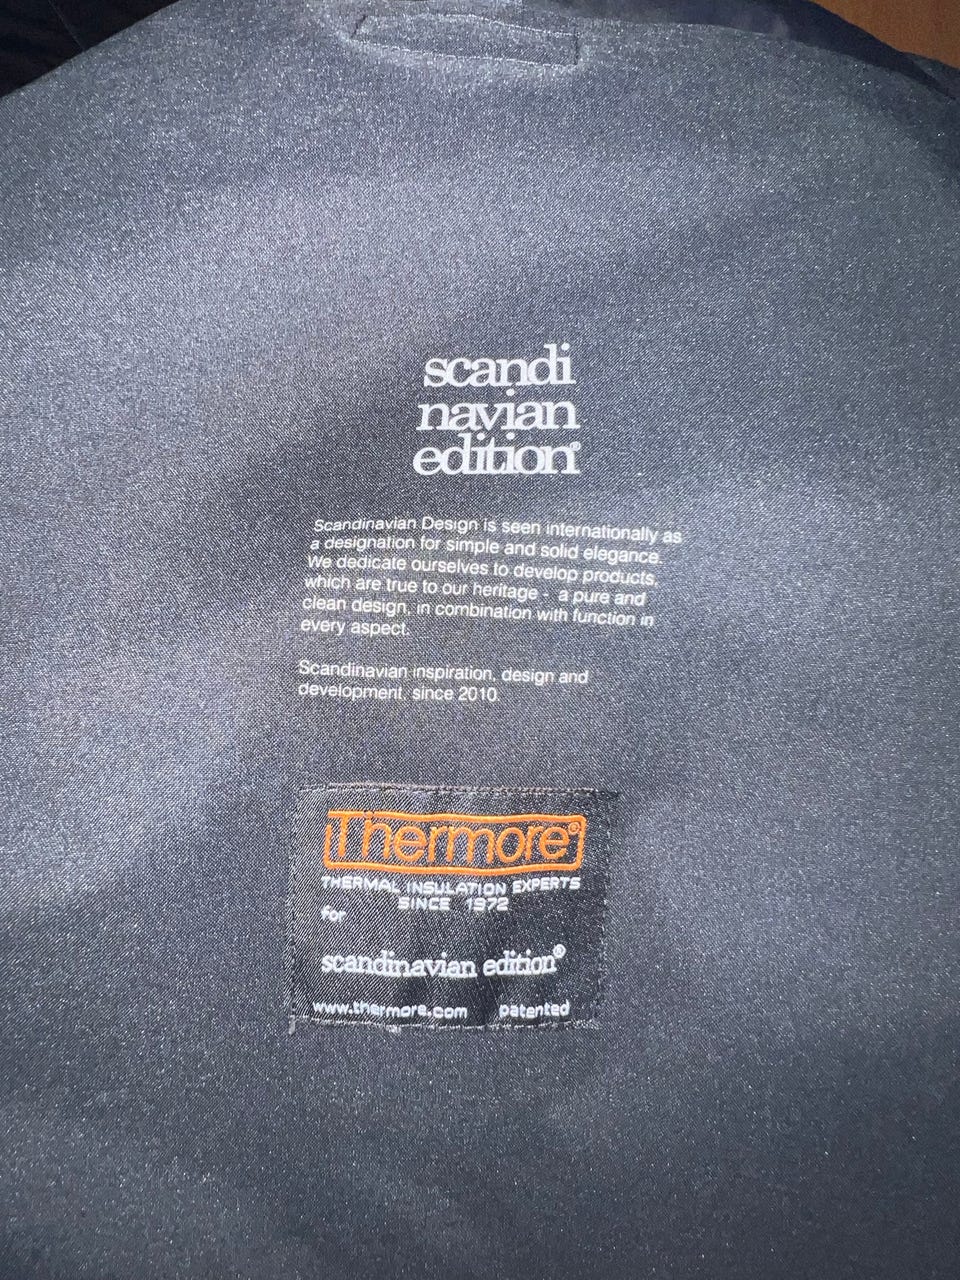 scandi
navian
edition®
Scandinavian Design is seen internationally as
a designation for simple and solid elegance.
We dedicate ourselves to develop products,
which are true to our heritage - a pure and
clean design, in combination with function in
every aspect.
Scandinavian inspiration, design and
development, since 2010.
Thermore®
THERMAL INSULATION EXPERTS
SINCE 1972
for
scandinavian edition®
www.thermore.com patented